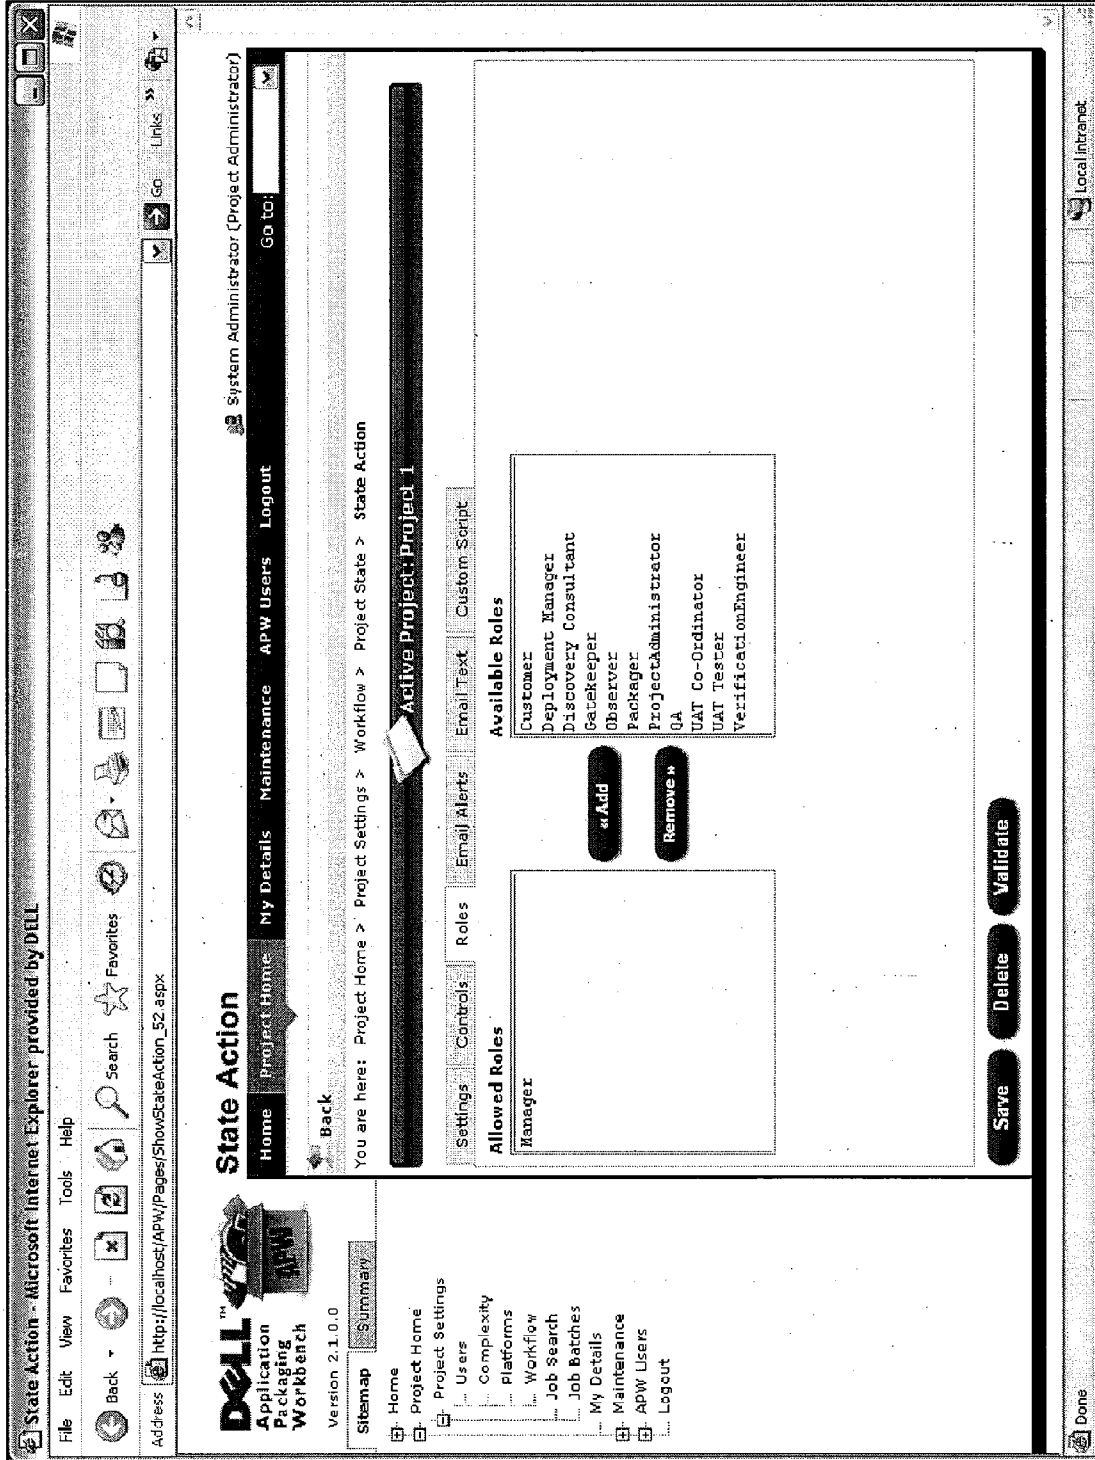 State Action - Microsoft Internet Explorer provided by DELL
File Edit View Favorites Tools Help
Back Search Favorites
Address http://localhost/APW/Pages/ShowStateAction_52.aspx Go Links »
DELL™
Application
Packaging
Workbench
APW
Version 2.1.0.0
Sitemap Summary
Home
Project Home
Project Settings
Users
Complexity
Platforms
Workflow
Job Search
Job Batches
My Details
Maintenance
APW Users
Logout
State Action
System Administrator (Project Administrator)
Home Project Home My Details Maintenance APW Users Logout Go to:
Back
You are here: Project Home > Project Settings > Workflow > Project State > State Action
Active Project: Project 1
Settings Controls Roles Email Alerts Email Text Custom Script
Allowed Roles
Manager
« Add
Remove »
Available Roles
Customer
Deployment Manager
Discovery Consultant
Gatekeeper
Observer
Packager
ProjectAdministrator
QA
UAT Co-Ordinator
UAT Tester
VerificationEngineer
Save Delete Validate
Done Local intranet